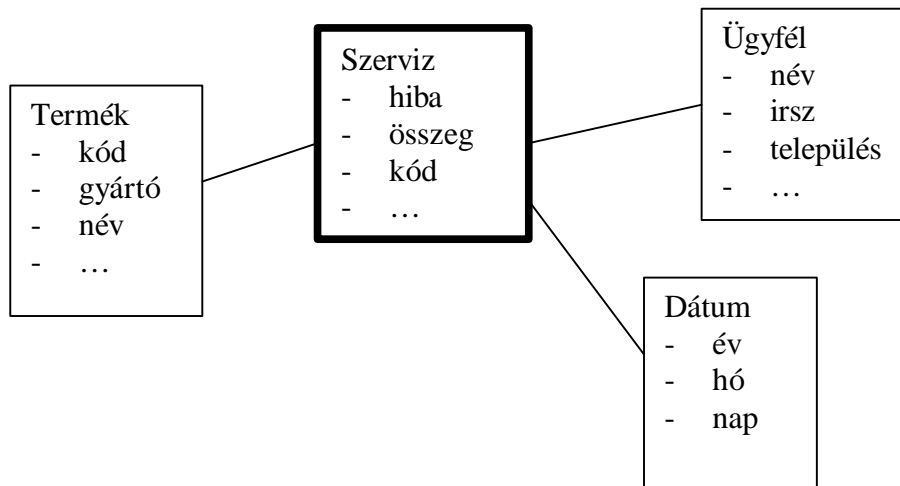 Termék
- kód
- gyártó
- név
- …
Szerviz
- hiba
- összeg
- kód
- …
Ügyfél
- név
- irsz
- település
- …
Dátum
- év
- hó
- nap